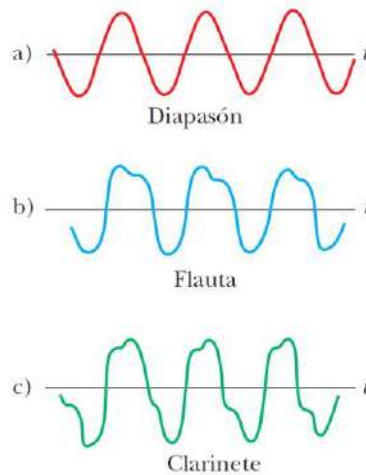 a) t
Diapasón
b) t
Flauta
c) t
Clarinete